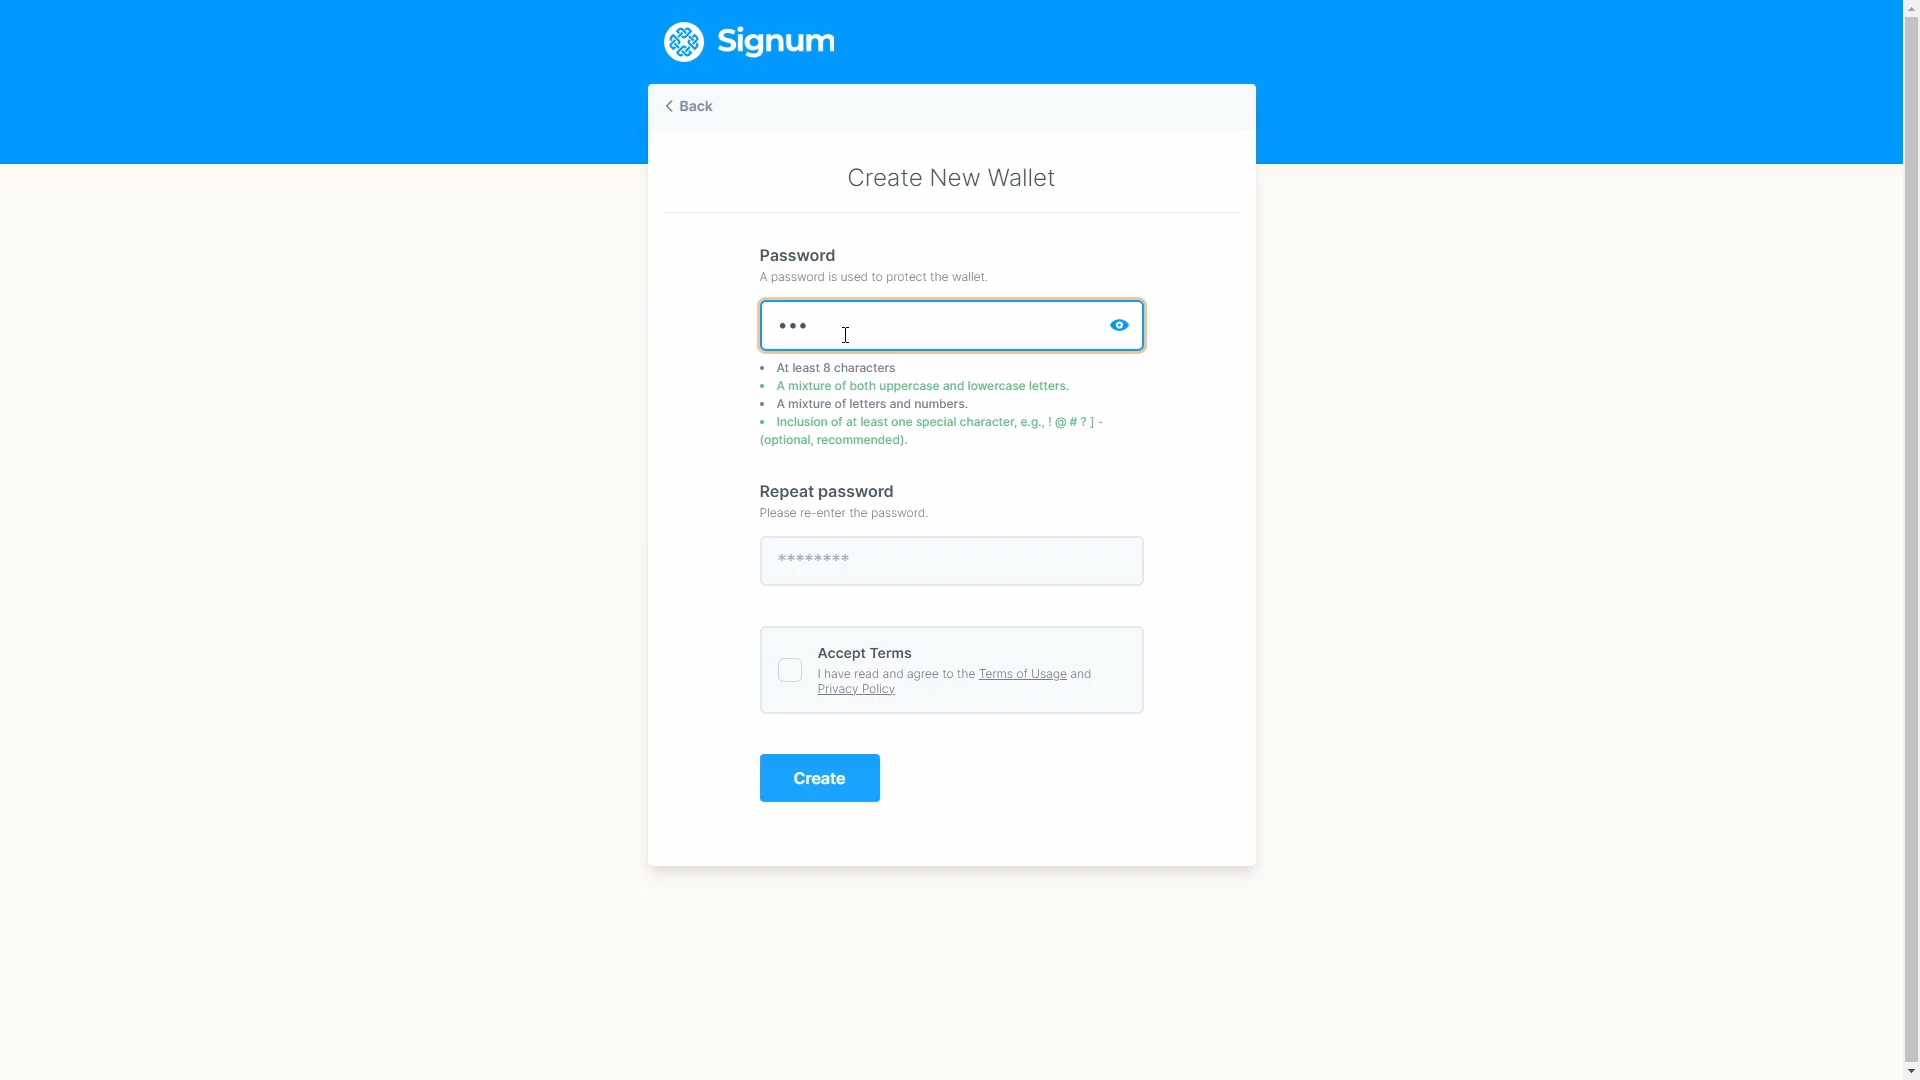 Signum
Back
Create New Wallet
Password
A password is used to protect the wallet.
•••
• At least 8 characters
• A mixture of both uppercase and lowercase letters.
• A mixture of letters and numbers.
• Inclusion of at least one special character, e.g., ! @ # ? ] -
(optional, recommended).
Repeat password
Please re-enter the password.
********
Accept Terms
I have read and agree to the Terms of Usage and
Privacy Policy
Create